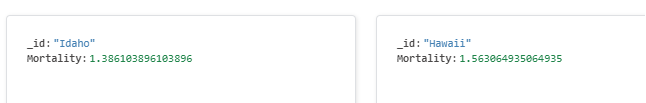 _id: "Idaho"
Mortality: 1.386103896103896
_id: "Hawaii"
Mortality: 1.563064935064935